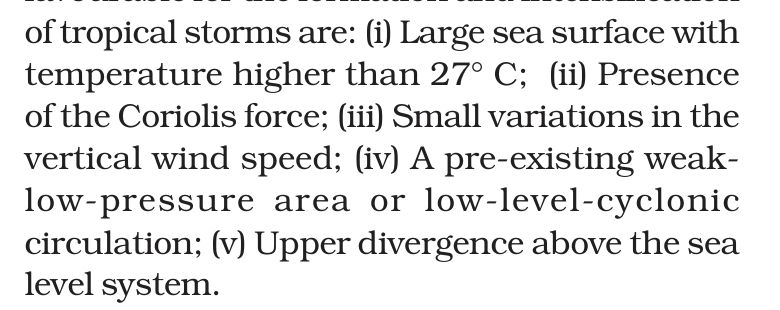 of tropical storms are: (i) Large sea surface with
temperature higher than 27° C;  (ii) Presence
of the Coriolis force; (iii) Small variations in the
vertical wind speed; (iv) A pre-existing weak-
low-pressure area or low-level-cyclonic
circulation; (v) Upper divergence above the sea
level system.